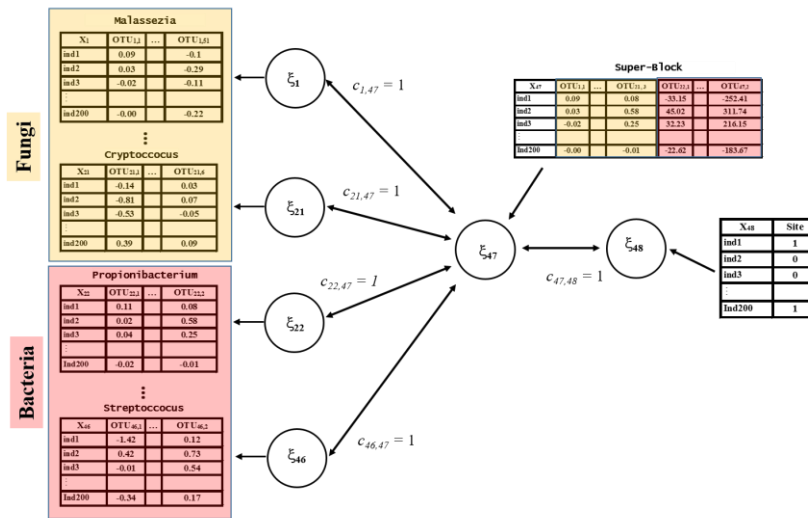 Malassezia
X1 OTU1,1 … OTU1,51
ind1 0.09 -0.1
ind2 0.03 -0.29
ind3 -0.02 -0.11
⋮
ind200 -0.00 -0.22
⋮
Cryptoccocus
X21 OTU21,1 … OTU21,6
ind1 -0.14 0.03
ind2 -0.81 0.07
ind3 -0.53 -0.05
⋮
ind200 0.39 0.09
Fungi
Propionibacterium
X22 OTU22,1 … OTU22,2
ind1 0.11 0.08
ind2 0.02 0.58
ind3 0.04 0.25
⋮
Ind200 -0.02 -0.01
⋮
Streptoccocus
X46 OTU46,1 … OTU46,2
ind1 -1.42 0.12
ind2 0.42 0.73
ind3 -0.01 0.54
⋮
Ind200 -0.34 0.17
Bacteria
ξ1
ξ21
ξ22
ξ46
c1,47 = 1
c21,47 = 1
c22,47 = 1
c46,47 = 1
ξ47
c47,48 = 1
ξ48
Super-Block
X47 OTU1,1 … … OTU47,2
ind1 0.09 0.08 -33.15 -252.41
ind2 0.03 0.58 45.02 311.74
ind3 -0.02 0.25 32.23 216.15
⋮
Ind200 -0.00 -0.01 -22.62 -183.67
X48 Site
ind1 1
ind2 0
ind3 0
⋮
Ind200 1